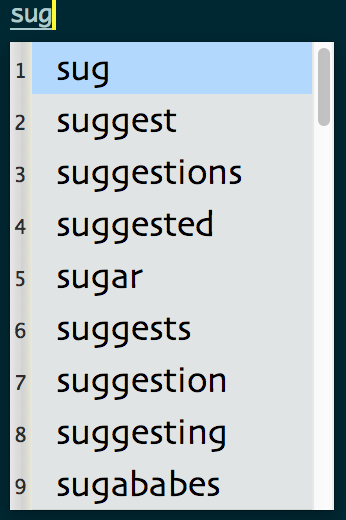 sug
1 sug
2 suggest
3 suggestions
4 suggested
5 sugar
6 suggests
7 suggestion
8 suggesting
9 sugababes